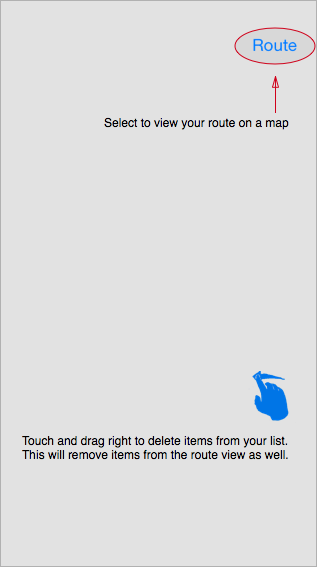 Route
Select to view your route on a map
Touch and drag right to delete items from your list.
This will remove items from the route view as well.